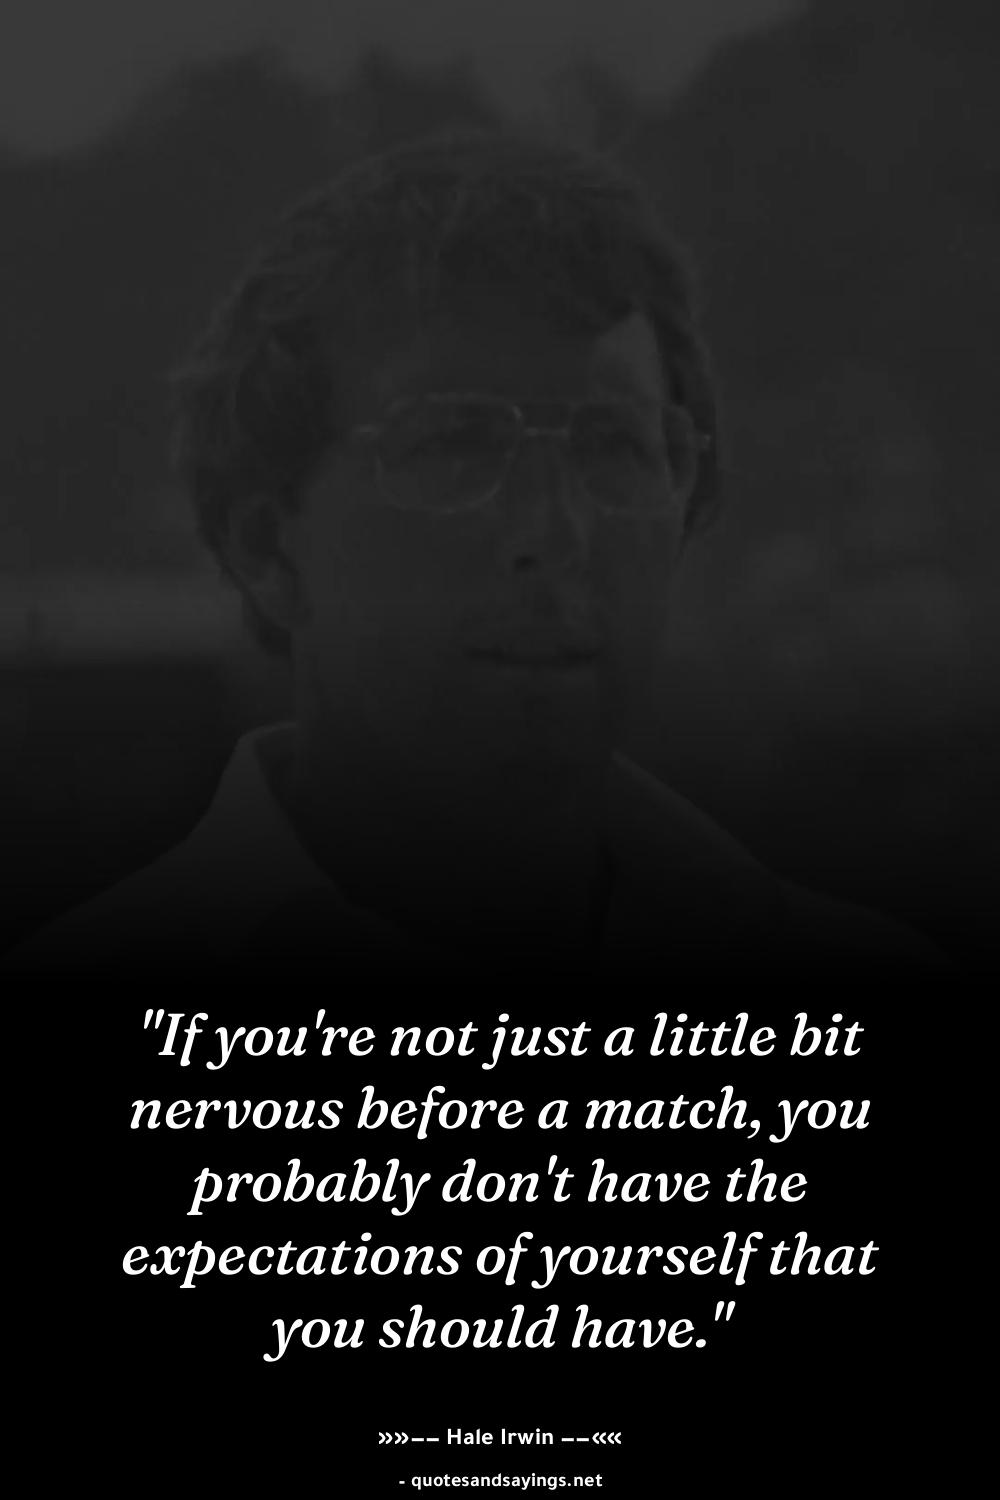 "If you're not just a little bit
nervous before a match, you
probably don't have the
expectations of yourself that
you should have."
»»–– Hale Irwin ––««
- quotesandsayings.net